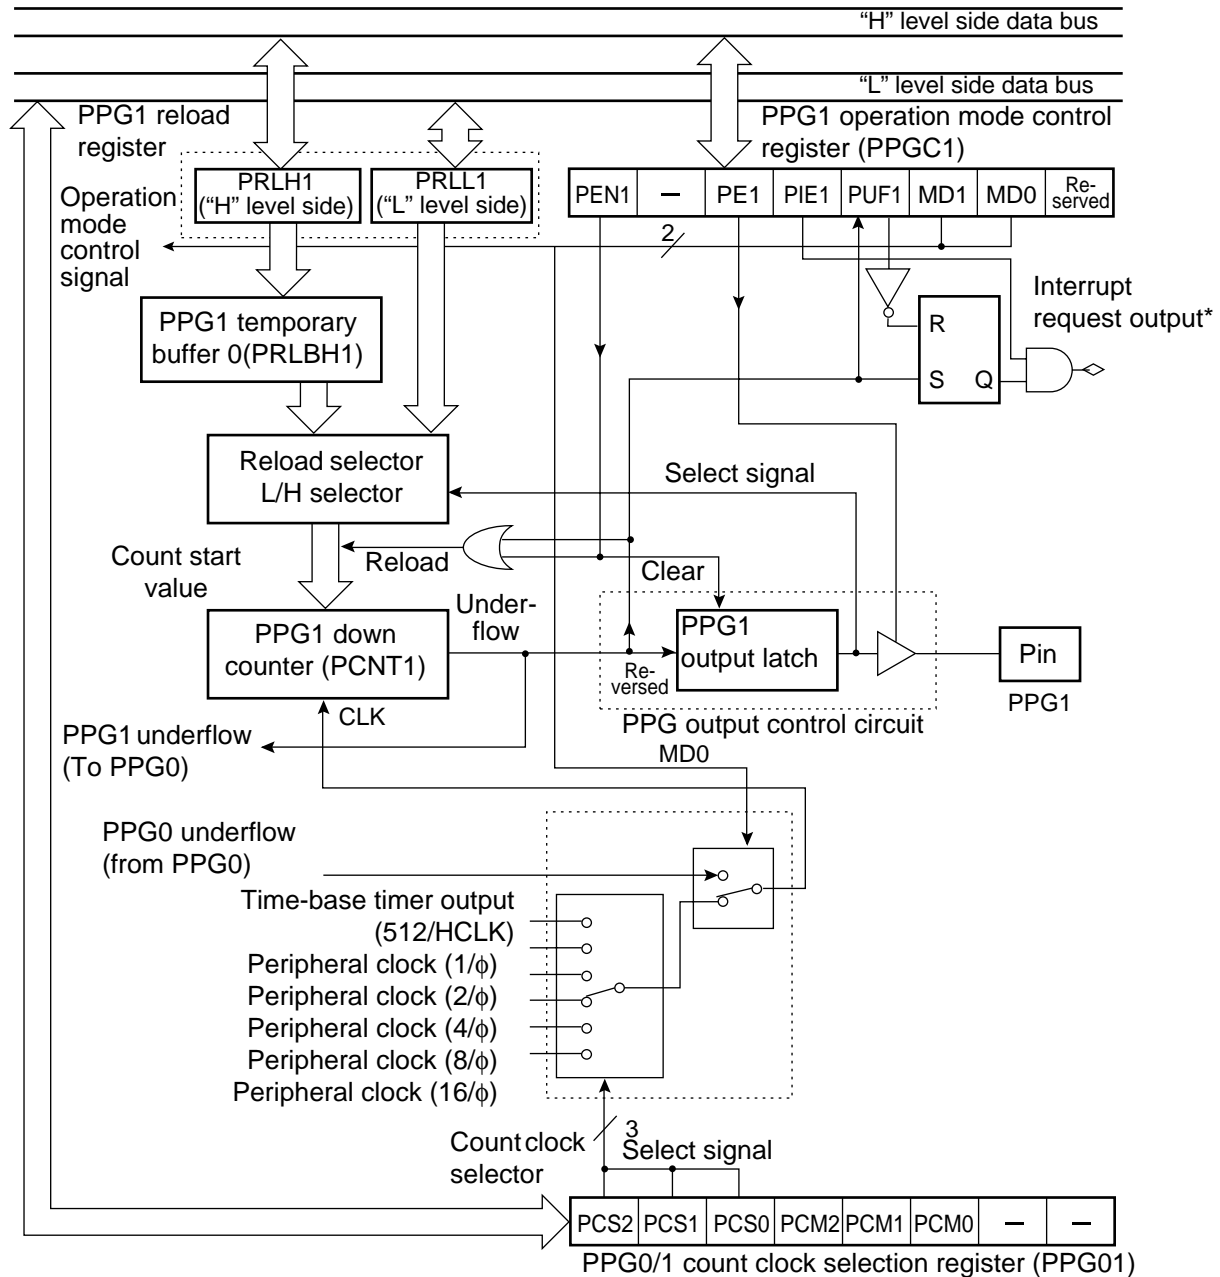 “H” level side data bus
“L” level side data bus
PPG1 reload
register
PPG1 operation mode control
register (PPGC1)
PRLH1
(“H” level side)
PRLL1
(“L” level side)
PEN1
—
PE1
PIE1
PUF1
MD1
MD0
Re-
served
Operation
mode
control
signal
2
PPG1 temporary
buffer 0(PRLBH1)
R
S
Q
Interrupt
request output*
Reload selector
L/H selector
Select signal
Count start
value
Reload
Clear
Under-
flow
PPG1 down
counter (PCNT1)
Re-
versed
PPG1
output latch
Pin
PPG1
CLK
PPG output control circuit
PPG1 underflow
(To PPG0)
MD0
PPG0 underflow
(from PPG0)
Time-base timer output
(512/HCLK)
Peripheral clock (1/ϕ)
Peripheral clock (2/ϕ)
Peripheral clock (4/ϕ)
Peripheral clock (8/ϕ)
Peripheral clock (16/ϕ)
Count clock
selector
3
Select signal
PCS2
PCS1
PCS0
PCM2
PCM1
PCM0
—
—
PPG0/1 count clock selection register (PPG01)